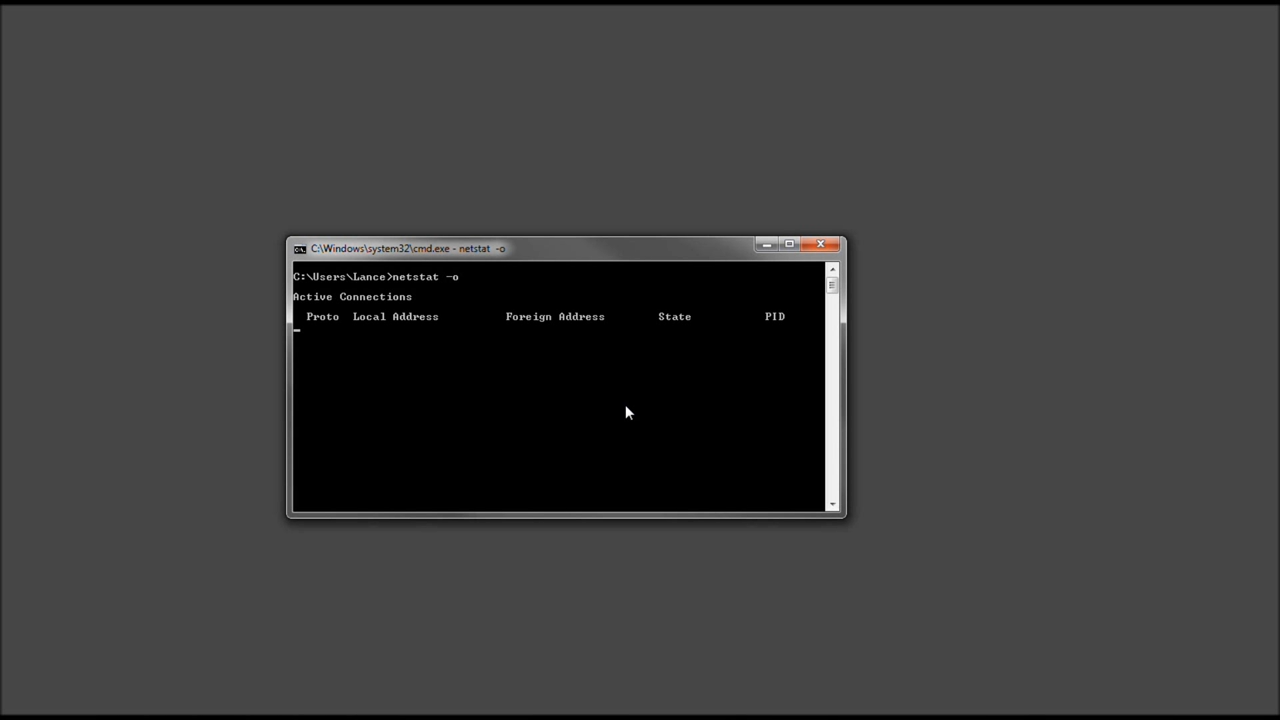 C:\Windows\system32\cmd.exe - netstat -o
C:\Users\Lance>netstat -o
Active Connections
Proto Local Address Foreign Address State PID